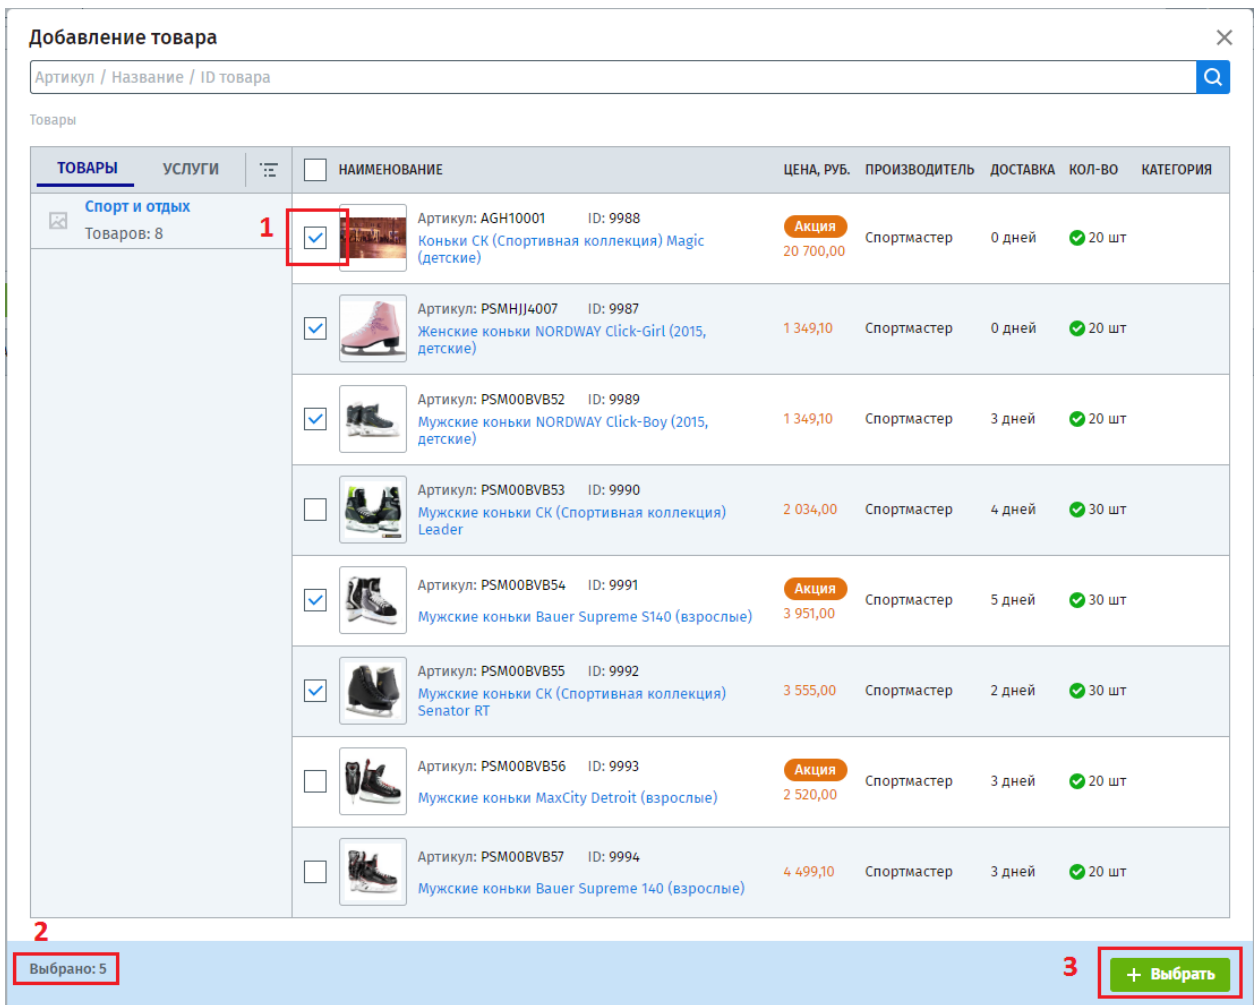 Добавление товара
Артикул / Название / ID товара
Товары
ТОВАРЫ УСЛУГИ НАИМЕНОВАНИЕ ЦЕНА, РУБ. ПРОИЗВОДИТЕЛЬ ДОСТАВКА КОЛ-ВО КАТЕГОРИЯ
Спорт и отдых
Товаров: 8
1
Артикул: AGH10001 ID: 9988
Коньки СК (Спортивная коллекция) Magic
(детские)
Акция
20 700,00
Спортмастер 0 дней 20 шт
Артикул: PSMHJJ4007 ID: 9987
Женские коньки NORDWAY Click-Girl (2015,
детские)
1 349,10 Спортмастер 0 дней 20 шт
Артикул: PSM00BVB52 ID: 9989
Мужские коньки NORDWAY Click-Boy (2015,
детские)
1 349,10 Спортмастер 3 дней 20 шт
Артикул: PSM00BVB53 ID: 9990
Мужские коньки СК (Спортивная коллекция)
Leader
2 034,00 Спортмастер 4 дней 30 шт
Артикул: PSM00BVB54 ID: 9991
Мужские коньки Bauer Supreme S140 (взрослые)
Акция
3 951,00
Спортмастер 5 дней 30 шт
Артикул: PSM00BVB55 ID: 9992
Мужские коньки СК (Спортивная коллекция)
Senator RT
3 555,00 Спортмастер 2 дней 30 шт
Артикул: PSM00BVB56 ID: 9993
Мужские коньки MaxCity Detroit (взрослые)
Акция
2 520,00
Спортмастер 3 дней 20 шт
Артикул: PSM00BVB57 ID: 9994
Мужские коньки Bauer Supreme 140 (взрослые)
4 499,10 Спортмастер 3 дней 20 шт
2
Выбрано: 5
3
+ Выбрать